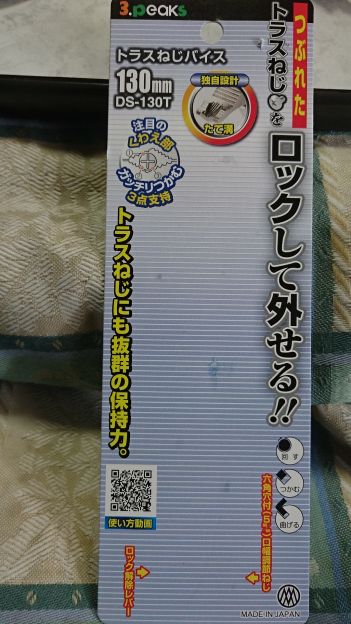 3.peaks
トラスねじバイス
130mm
DS-130T
独自設計
たて溝
注目の
くわえ部
ガッチリつかむ
3点支持
つぶれた
トラスねじを
ロックして外せる!!
トラスねじにも抜群の保持力。
回す
つかむ
曲げる
使い方動画
ロック解除レバー
MADE IN JAPAN